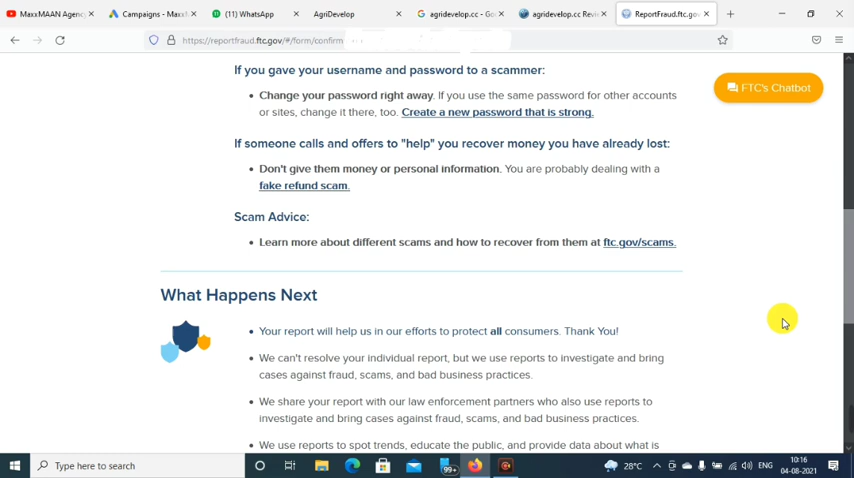 MaxxMAAN Agency
Campaigns - MaxxM
(11) WhatsApp
AgriDevelop
agridevelop.cc - Goo
agridevelop.cc Revie
ReportFraud.ftc.gov
https://reportfraud.ftc.gov/#/form/confirm
If you gave your username and password to a scammer:
FTC's Chatbot
• Change your password right away. If you use the same password for other accounts
or sites, change it there, too. Create a new password that is strong.
If someone calls and offers to "help" you recover money you have already lost:
• Don't give them money or personal information. You are probably dealing with a
fake refund scam.
Scam Advice:
• Learn more about different scams and how to recover from them at ftc.gov/scams.
What Happens Next
• Your report will help us in our efforts to protect all consumers. Thank You!
• We can't resolve your individual report, but we use reports to investigate and bring
cases against fraud, scams, and bad business practices.
• We share your report with our law enforcement partners who also use reports to
investigate and bring cases against fraud, scams, and bad business practices.
• We use reports to spot trends, educate the public, and provide data about what is
Type here to search
99+
28°C
ENG
10:16
04-08-2021